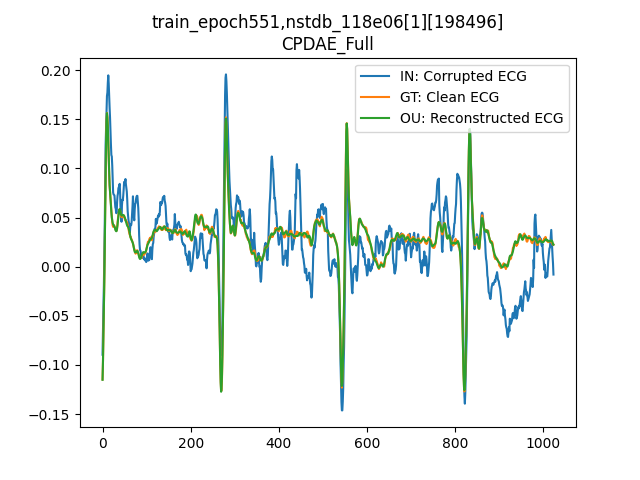 train_epoch551,nstdb_118e06[1][198496]
CPDAE_Full
IN: Corrupted ECG
GT: Clean ECG
OU: Reconstructed ECG
0.20
0.15
0.10
0.05
0.00
−0.05
−0.10
−0.15
0 200 400 600 800 1000